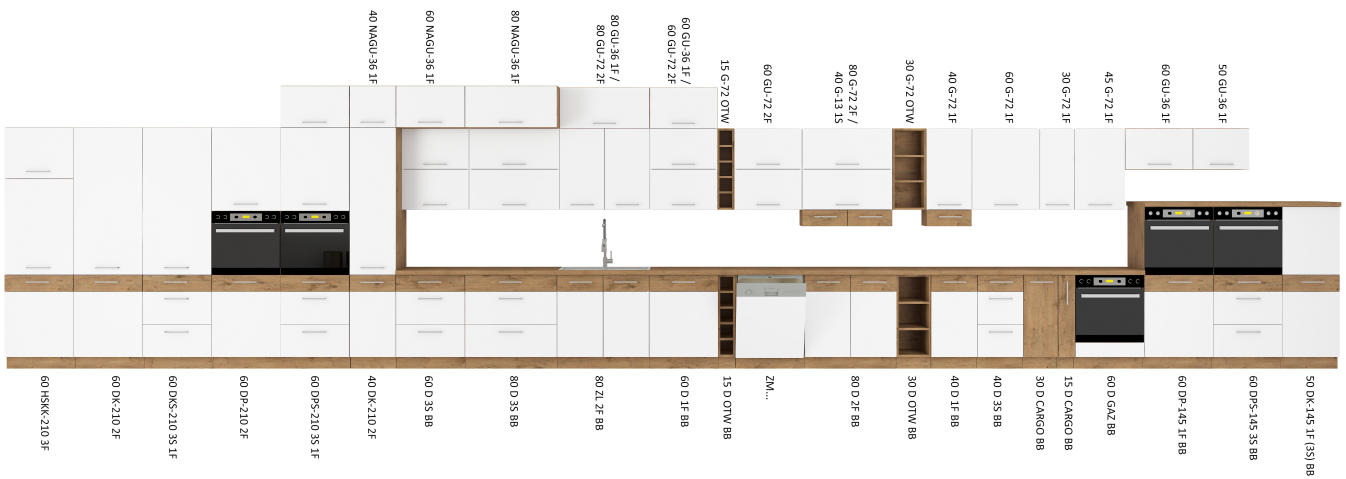 40 NAGU-36 1F
60 NAGU-36 1F
80 NAGU-36 1F
80 GU-36 1F /
80 GU-72 2F
60 GU-36 1F /
60 GU-72 2F
15 G-72 OTW
60 GU-72 2F
80 G-72 2F /
40 G-13 1S
30 G-72 OTW
40 G-72 1F
60 G-72 1F
30 G-72 1F
45 G-72 1F
60 GU-36 1F
50 GU-36 1F
60 HSKK-210 3F
60 DK-210 2F
60 DKS-210 3S 1F
60 DP-210 2F
60 DPS-210 3S 1F
40 DK-210 2F
60 D 3S BB
80 D 3S BB
80 ZL 2F BB
60 D 1F BB
15 D OTW BB
ZM...
80 D 2F BB
30 D OTW BB
40 D 1F BB
40 D 3S BB
30 D CARGO BB
15 D CARGO BB
60 D GAZ BB
60 DP-145 1F BB
60 DPS-145 3S BB
50 DK-145 1F (3S) BB